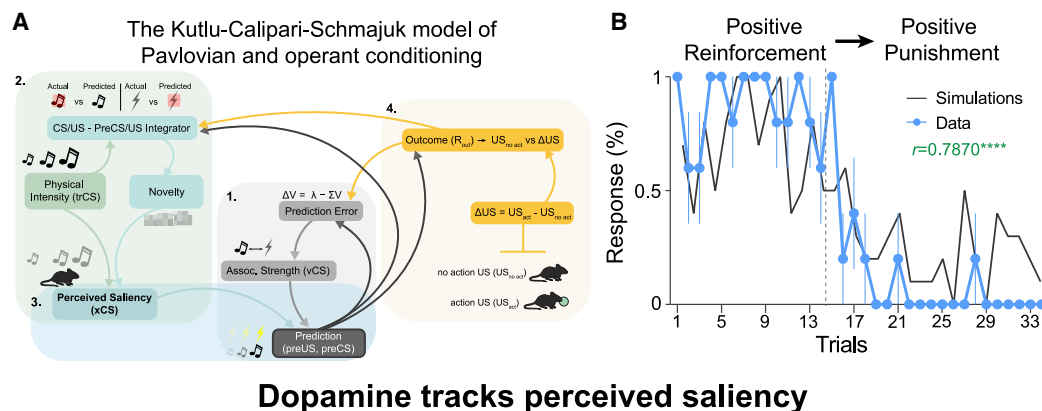 A
The Kutlu-Calipari-Schmajuk model of
Pavlovian and operant conditioning
2.
Actual
vs
Predicted
Actual
vs
Predicted
CS/US - PreCS/US Integrator
Physical
Intensity (trCS)
Novelty
3.
Perceived Saliency
(xCS)
1.
ΔV = λ − ΣV
Prediction Error
Assoc. Strength (vCS)
Prediction
(preUS, preCS)
4.
Outcome (Rout) → USno act vs ΔUS
ΔUS = USact - USno act
no action US (USno act)
action US (USact)
B
Positive
Reinforcement
Positive
Punishment
Simulations
Data
r=0.7870****
Response (%)
1
0.5
0
1 5 9 13 17 21 25 29 33
Trials
Dopamine tracks perceived saliency